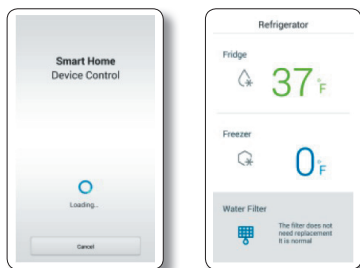 Smart Home
Device Control
Loading...
Cancel
Refrigerator
Fridge
37°F
Freezer
0°F
Water Filter
The filter does not
need replacement
It is normal